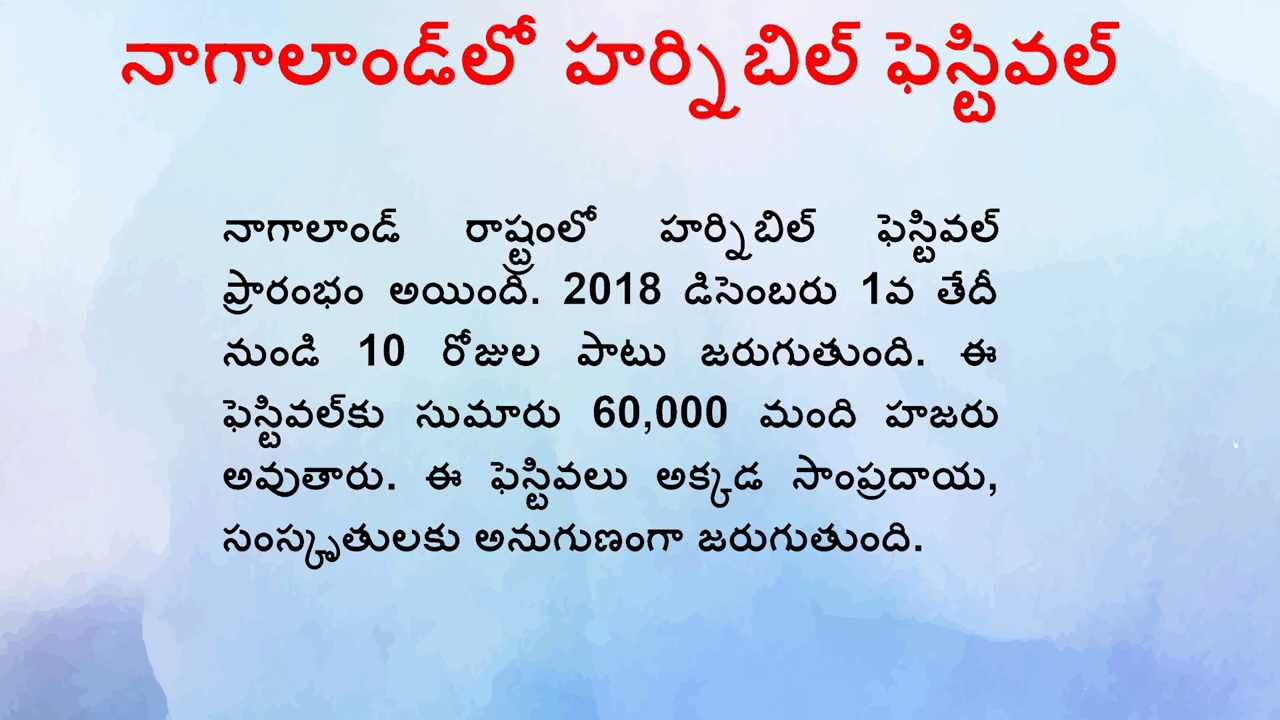 నాగాలాండ్‌లో హర్నిబిల్ ఫెస్టివల్
నాగాలాండ్ రాష్ట్రంలో హర్నిబిల్ ఫెస్టివల్
ప్రారంభం అయింది. 2018 డిసెంబరు 1వ తేదీ
నుండి 10 రోజుల పాటు జరుగుతుంది. ఈ
ఫెస్టివల్‌కు సుమారు 60,000 మంది హజరు
అవుతారు. ఈ ఫెస్టివలు అక్కడ సాంప్రదాయ,
సంస్కృతులకు అనుగుణంగా జరుగుతుంది.